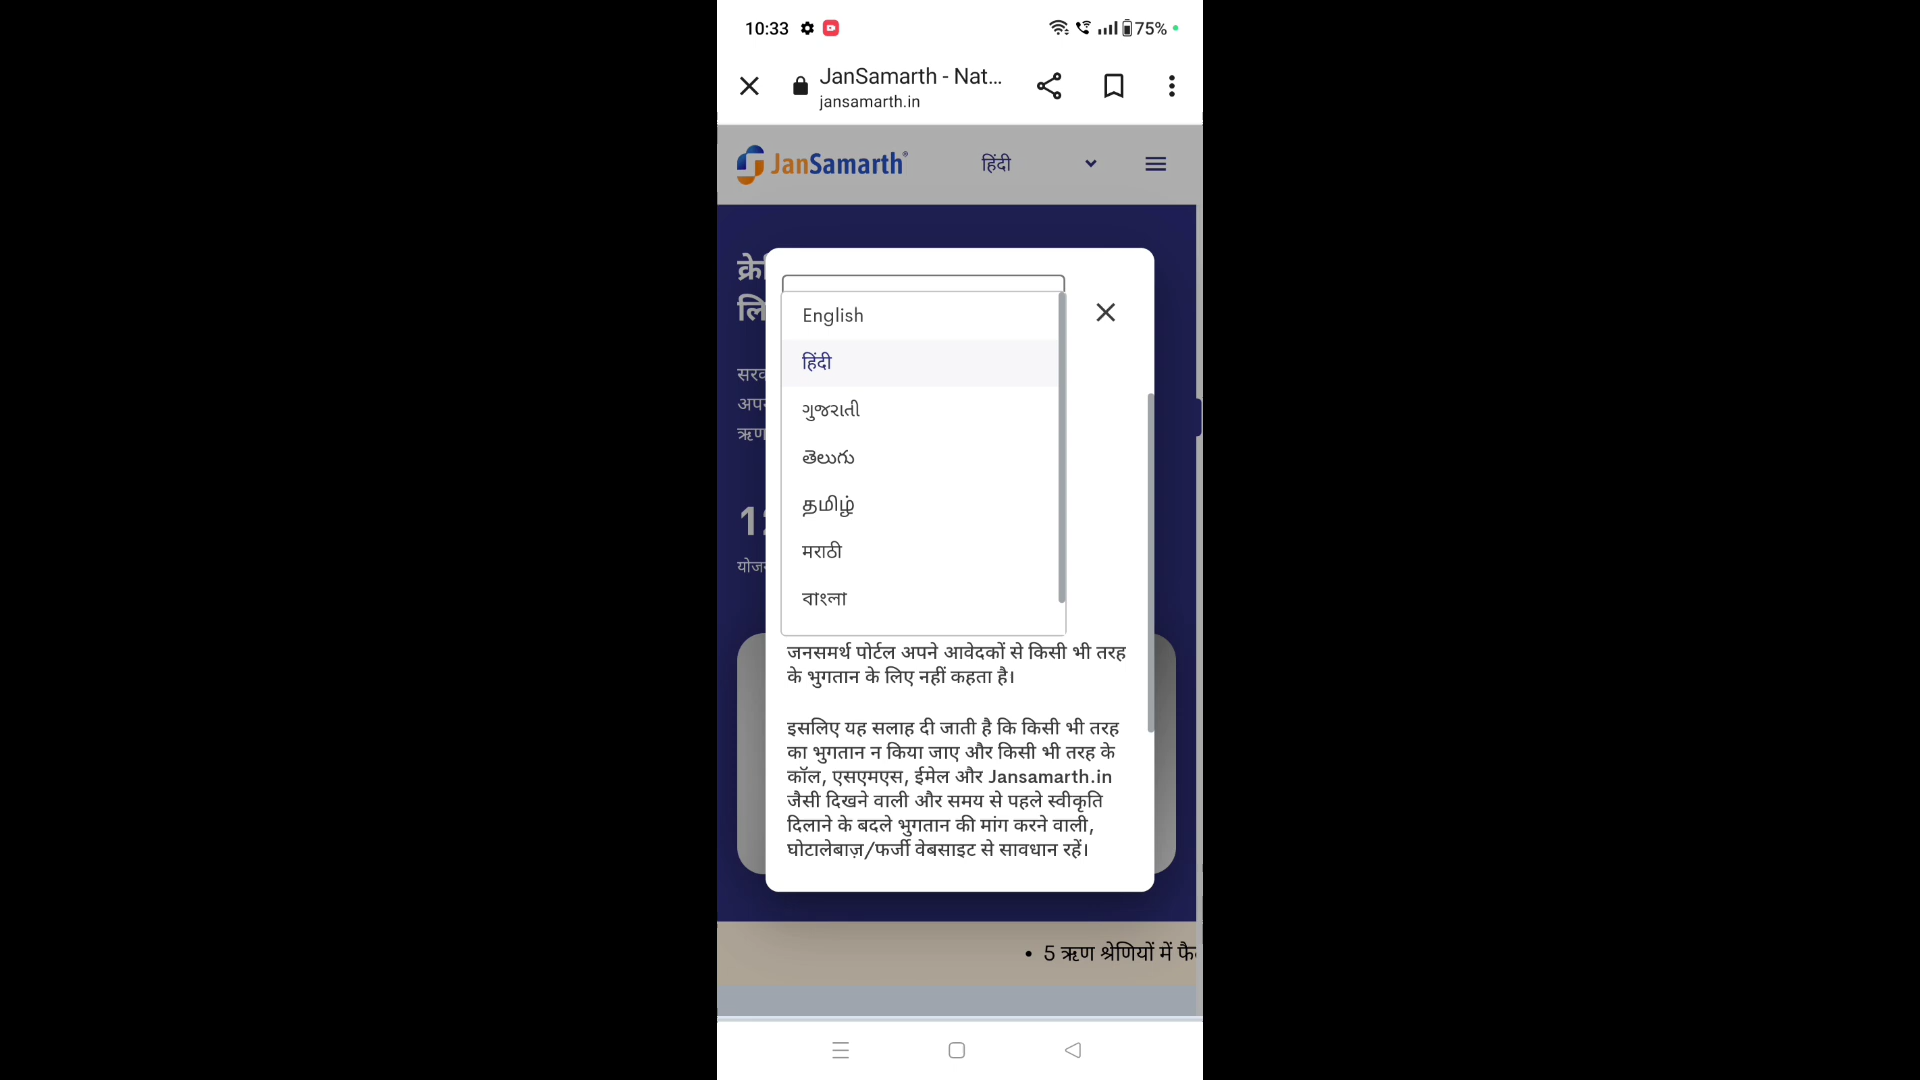 10:33
75%
JanSamarth - Nat...
jansamarth.in
JanSamarth
हिंदी
English
हिंदी
ગુજરાતી
తెలుగు
தமிழ்
मराठी
বাংলা
जनसमर्थ पोर्टल अपने आवेदकों से किसी भी तरह
के भुगतान के लिए नहीं कहता है।
इसलिए यह सलाह दी जाती है कि किसी भी तरह
का भुगतान न किया जाए और किसी भी तरह के
कॉल, एसएमएस, ईमेल और Jansamarth.in
जैसी दिखने वाली और समय से पहले स्वीकृति
दिलाने के बदले भुगतान की मांग करने वाली,
घोटालेबाज़/फर्जी वेबसाइट से सावधान रहें।
• 5 ऋण श्रेणियों में